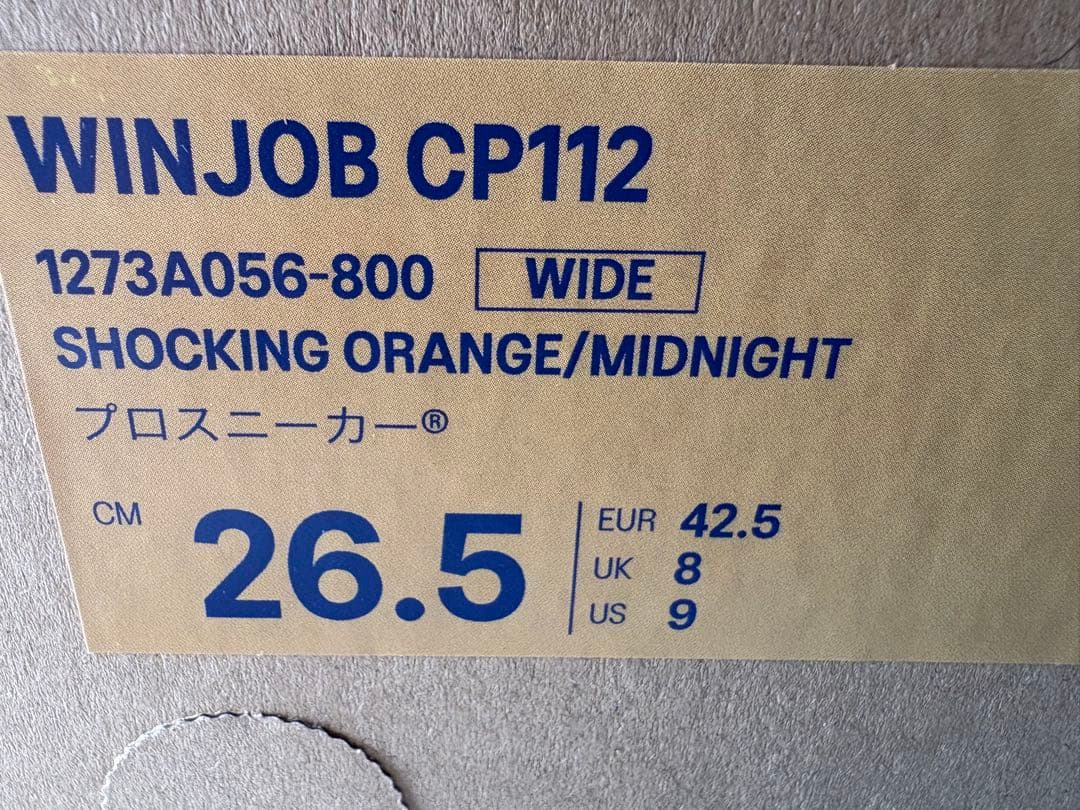 WINJOB CP112
1273A056-800 WIDE
SHOCKING ORANGE/MIDNIGHT
プロスニーカー®
CM 26.5
EUR 42.5
UK 8
US 9